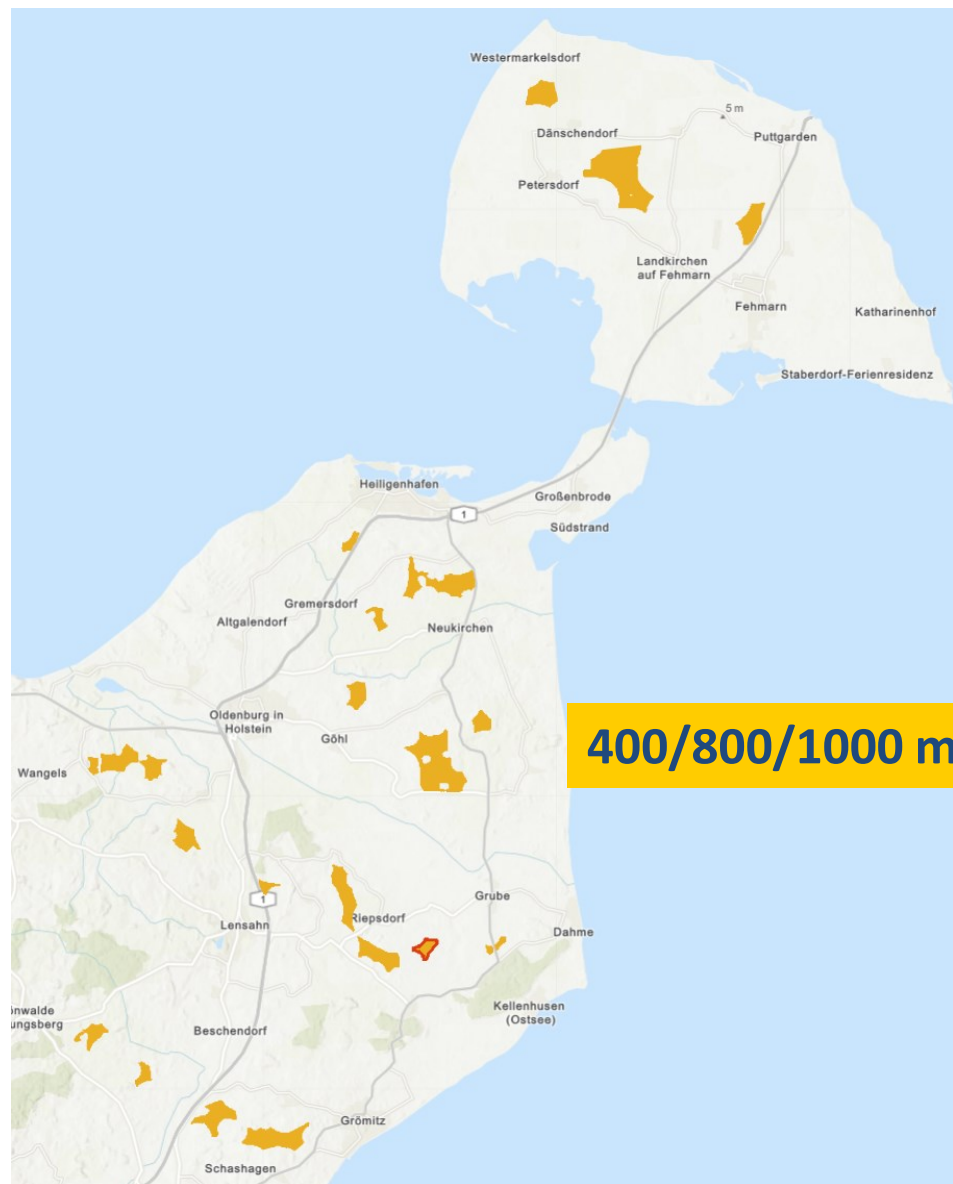 Westermarkelsdorf
5 m
Dänschendorf
Puttgarden
Petersdorf
Landkirchen
auf Fehmarn
Fehmarn
Katharinenhof
Staberdorf-Ferienresidenz
Heiligenhafen
Großenbrode
1
Südstrand
Gremersdorf
Altgalendorf
Neukirchen
Oldenburg in
Holstein
Göhl
400/800/1000 m
Wangels
Grube
1
Riepsdorf
Lensahn
Dahme
Kellenhusen
(Ostsee)
önwalde
ungsberg
Beschendorf
Grömitz
Schashagen